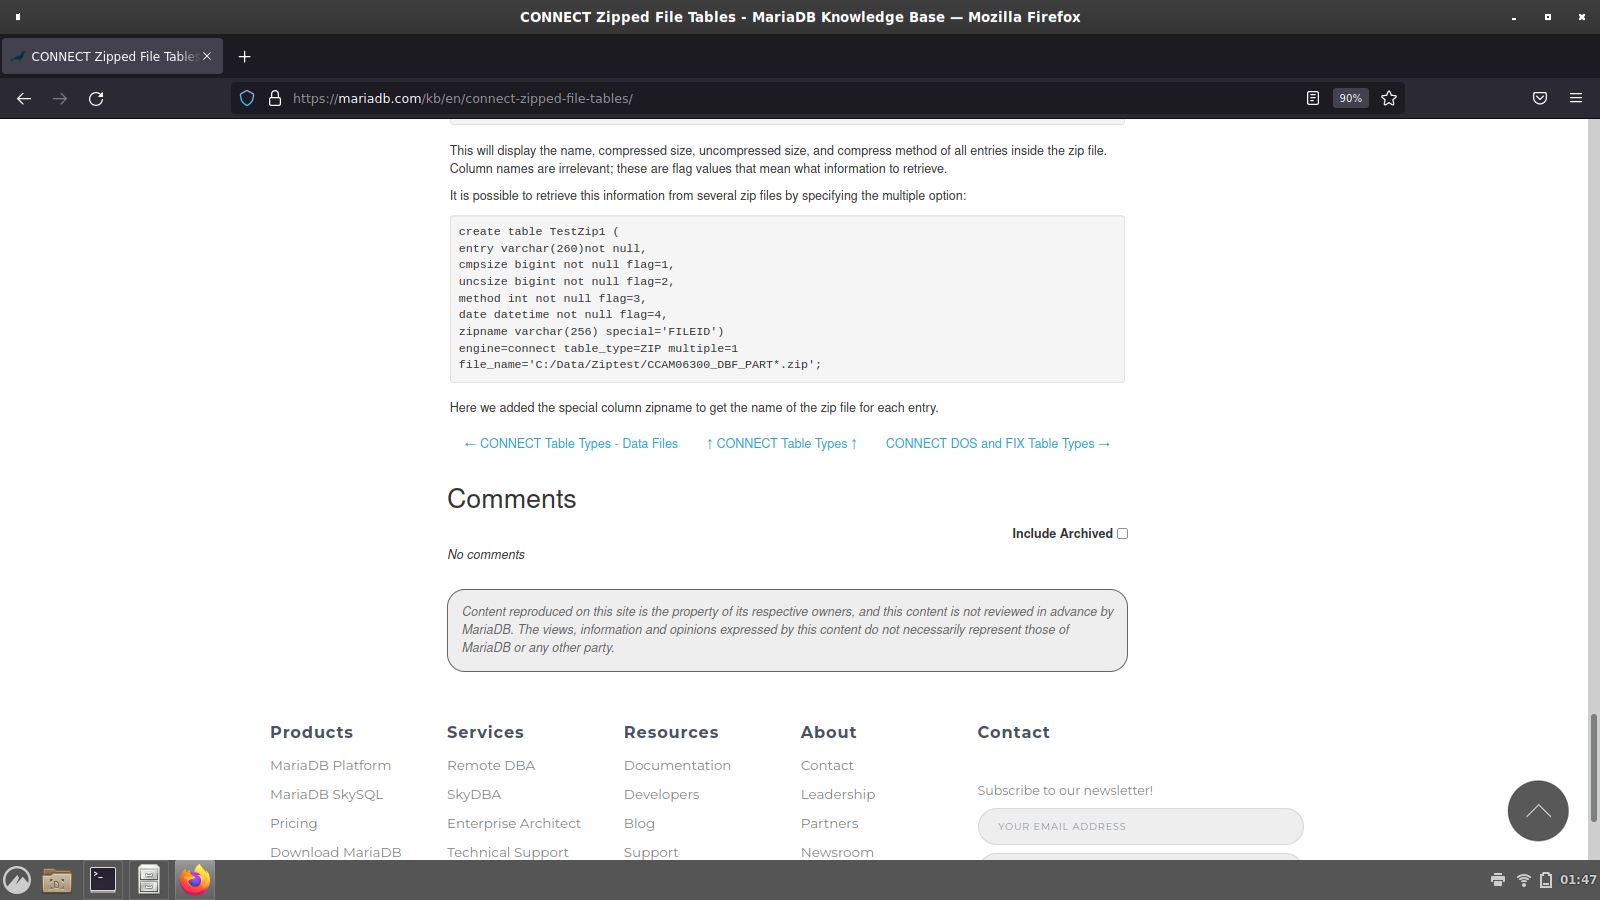 CONNECT Zipped File Tables - MariaDB Knowledge Base — Mozilla Firefox
CONNECT Zipped File Tables
https://mariadb.com/kb/en/connect-zipped-file-tables/
90%
This will display the name, compressed size, uncompressed size, and compress method of all entries inside the zip file.
Column names are irrelevant; these are flag values that mean what information to retrieve.
It is possible to retrieve this information from several zip files by specifying the multiple option:
create table TestZip1 (
entry varchar(260)not null,
cmpsize bigint not null flag=1,
uncsize bigint not null flag=2,
method int not null flag=3,
date datetime not null flag=4,
zipname varchar(256) special='FILEID')
engine=connect table_type=ZIP multiple=1
file_name='C:/Data/Ziptest/CCAM06300_DBF_PART*.zip';
Here we added the special column zipname to get the name of the zip file for each entry.
← CONNECT Table Types - Data Files ↑ CONNECT Table Types ↑ CONNECT DOS and FIX Table Types →
Comments
Include Archived
No comments
Content reproduced on this site is the property of its respective owners, and this content is not reviewed in advance by
MariaDB. The views, information and opinions expressed by this content do not necessarily represent those of
MariaDB or any other party.
Products
MariaDB Platform
MariaDB SkySQL
Pricing
Download MariaDB
Services
Remote DBA
SkyDBA
Enterprise Architect
Technical Support
Resources
Documentation
Developers
Blog
Support
About
Contact
Leadership
Partners
Newsroom
Contact
Subscribe to our newsletter!
YOUR EMAIL ADDRESS
01:47